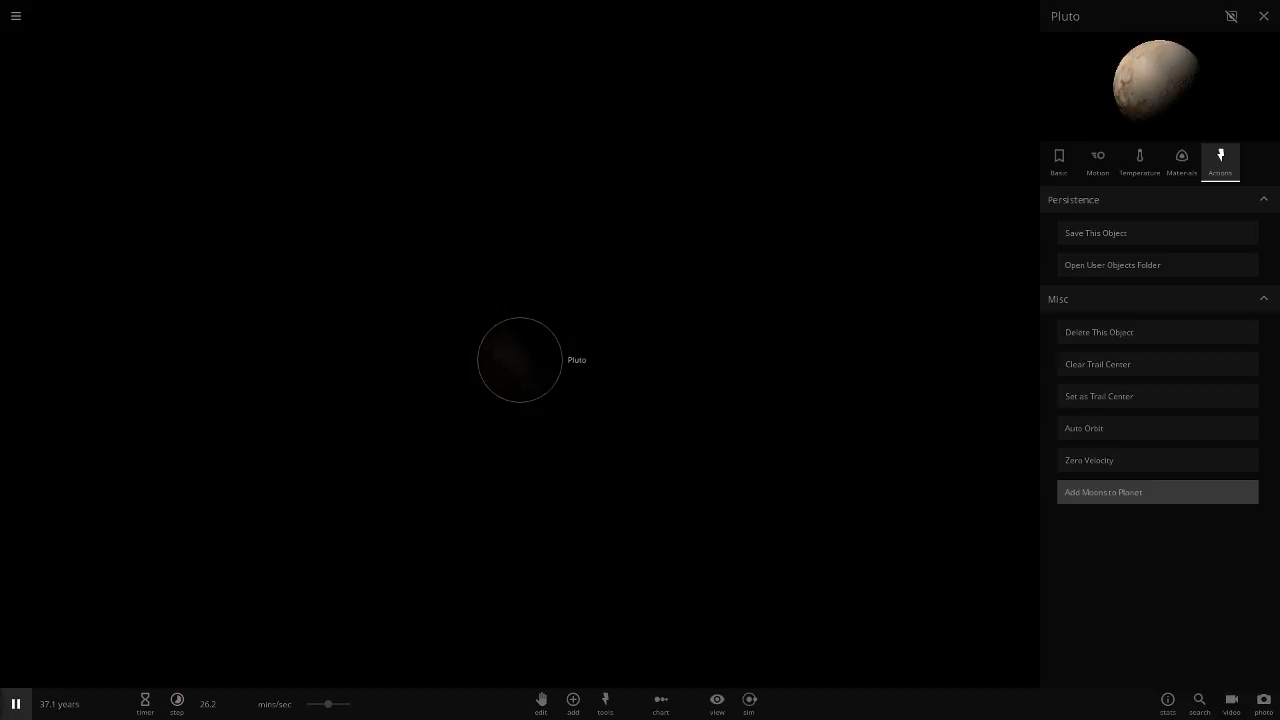 Pluto
Basic Motion Temperature Materials Actions
Persistence
Save This Object
Open User Objects Folder
Misc
Delete This Object
Clear Trail Center
Set as Trail Center
Auto Orbit
Zero Velocity
Add Moons to Planet
Pluto
37.1 years timer step 26.2 mins/sec edit add tools chart view sim stats search video photo